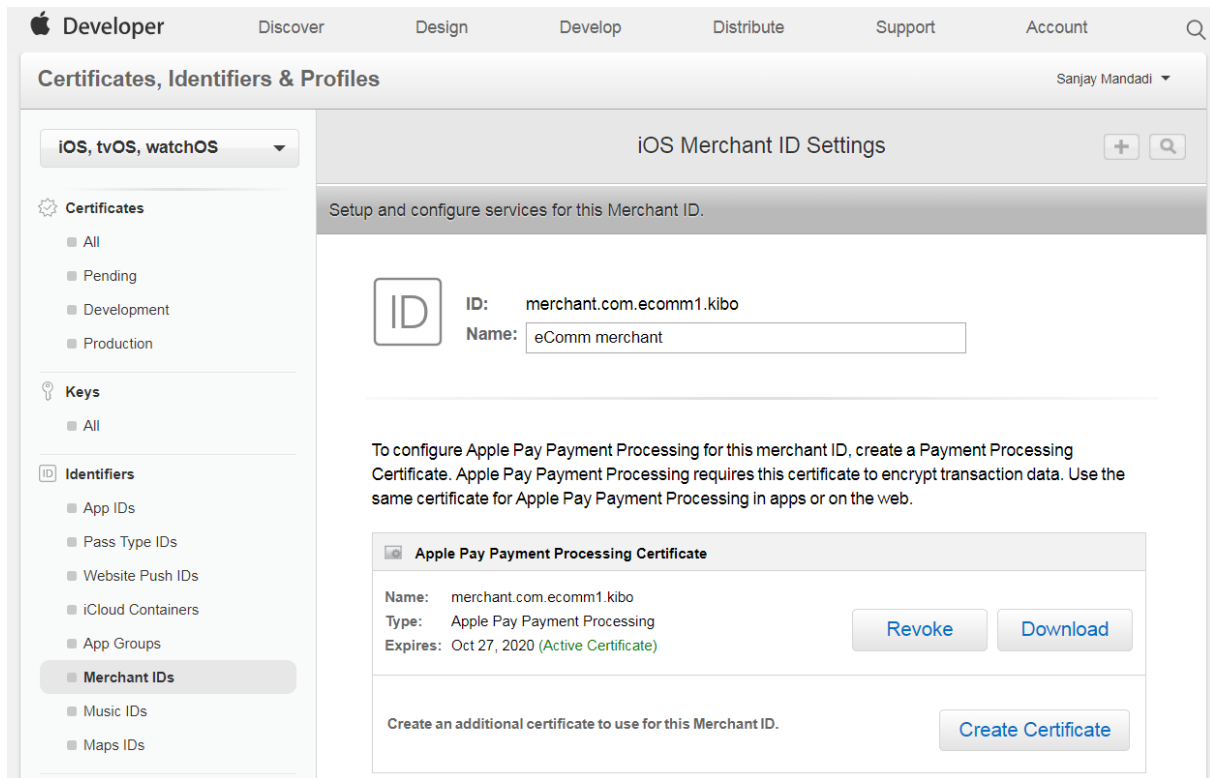 Developer Discover Design Develop Distribute Support Account
Certificates, Identifiers & Profiles
Sanjay Mandadi
iOS, tvOS, watchOS
Certificates
All
Pending
Development
Production
Keys
All
ID Identifiers
App IDs
Pass Type IDs
Website Push IDs
iCloud Containers
App Groups
Merchant IDs
Music IDs
Maps IDs
iOS Merchant ID Settings
Setup and configure services for this Merchant ID.
ID
ID: merchant.com.ecomm1.kibo
Name: eComm merchant
To configure Apple Pay Payment Processing for this merchant ID, create a Payment Processing
Certificate. Apple Pay Payment Processing requires this certificate to encrypt transaction data. Use the
same certificate for Apple Pay Payment Processing in apps or on the web.
Apple Pay Payment Processing Certificate
Name: merchant.com.ecomm1.kibo
Type: Apple Pay Payment Processing
Expires: Oct 27, 2020 (Active Certificate)
Revoke
Download
Create an additional certificate to use for this Merchant ID.
Create Certificate